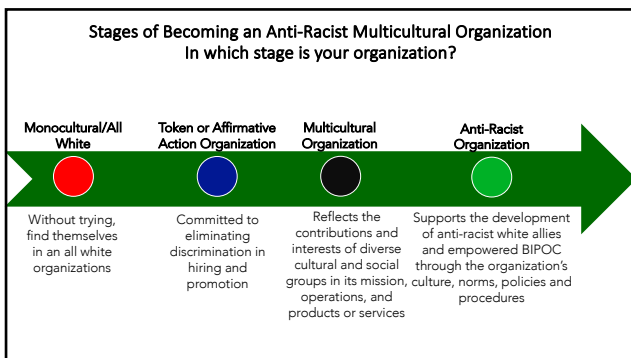 Stages of Becoming an Anti-Racist Multicultural Organization
In which stage is your organization?
Monocultural/All
White
Without trying,
find themselves
in an all white
organizations
Token or Affirmative
Action Organization
Committed to
eliminating
discrimination in
hiring and
promotion
Multicultural
Organization
Reflects the
contributions and
interests of diverse
cultural and social
groups in its mission,
operations, and
products or services
Anti-Racist
Organization
Supports the development
of anti-racist white allies
and empowered BIPOC
through the organization's
culture, norms, policies and
procedures